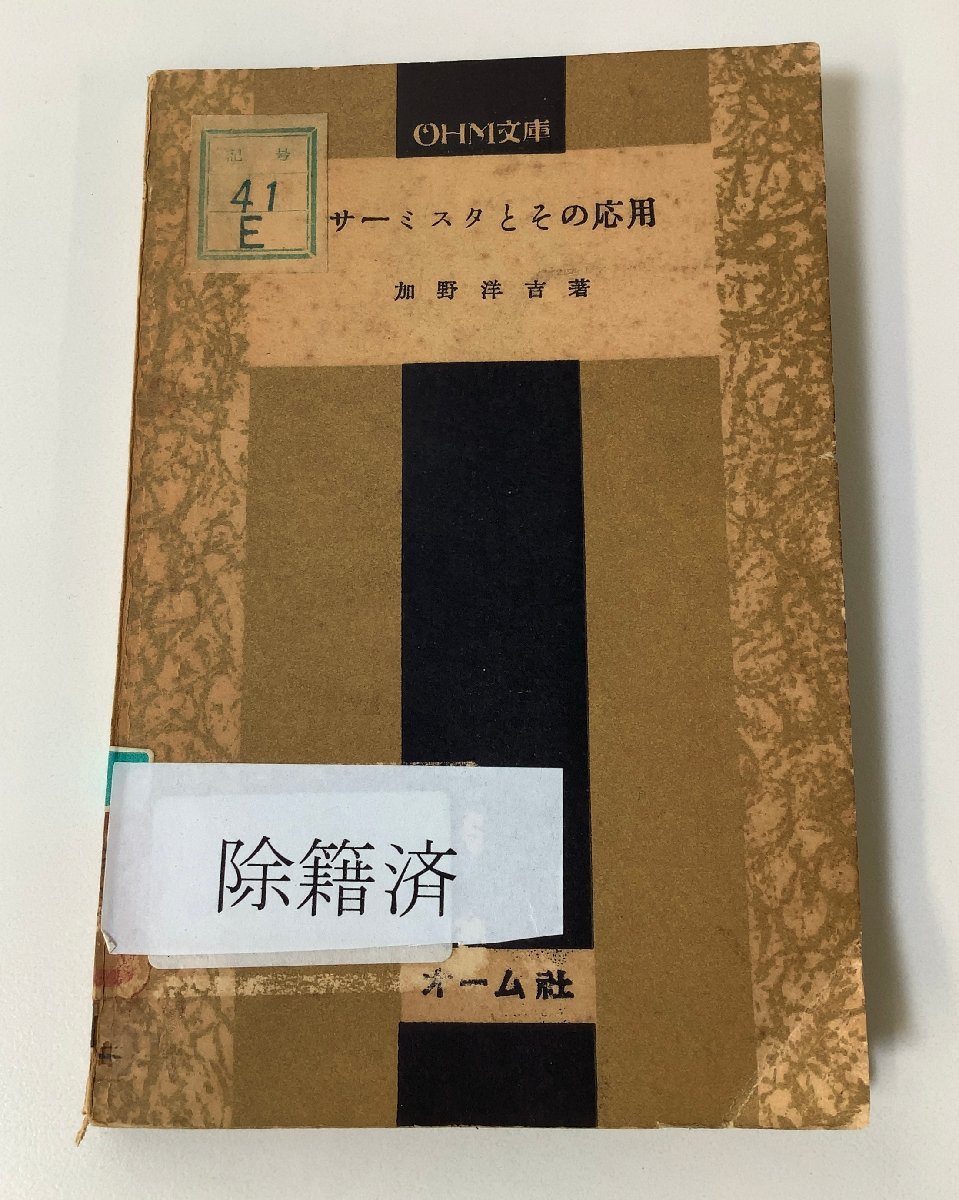 OHM文庫
記号
41
E
サーミスタとその応用
加野洋吉著
除籍済
オーム社